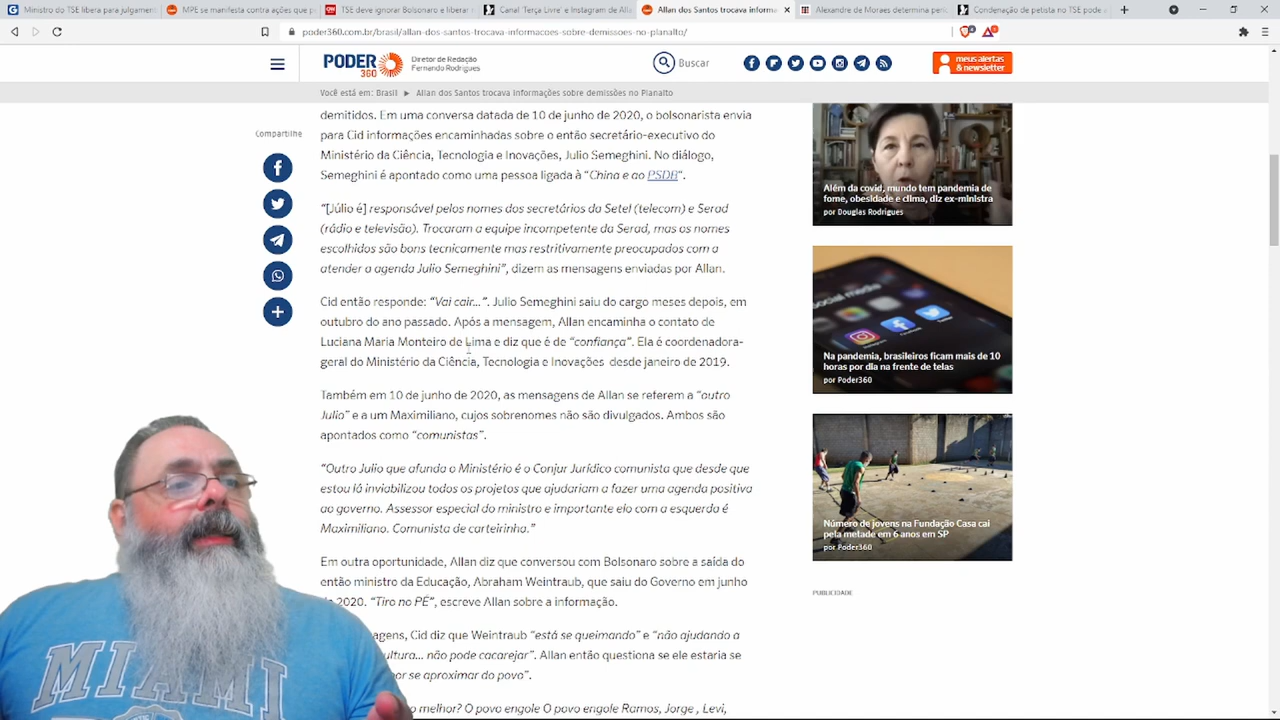 Ministro do TSE libera para julgament
MPE se manifesta contra ações que p
TSE deve ignorar Bolsonaro e liberar r
Canal 'Terça Livre' e Instagram de Alla
Allan dos Santos trocava informa
Alexandre de Moraes determina peri
Condenação de petista no TSE pode a
poder360.com.br/brasil/allan-dos-santos-trocava-informacoes-sobre-demissoes-no-planalto/
PODER
360
Diretor de Redação
Fernando Rodrigues
Buscar
meus alertas
& newsletter
Você está em: Brasil ► Allan dos Santos trocava informações sobre demissões no Planalto
Compartilhe
demitidos. Em uma conversa datada de 10 de junho de 2020, o bolsonarista envia
para Cid informações encaminhadas sobre o então secretário-executivo do
Ministério da Ciência, Tecnologia e Inovações, Julio Semeghini. No diálogo,
Semeghini é apontado como uma pessoa ligada à “China e ao PSDB”.
“[Júlio é] responsável pelos nomes dos secretários da Setel (telecom) e Serad
(rádio e televisão). Trocaram a equipe incompetente da Serad, mas os nomes
escolhidos são bons tecnicamente mas restritivamente preocupados com a
atender a agenda Julio Semeghini”, dizem as mensagens enviadas por Allan.
Cid então responde: “Vai cair...”. Julio Semeghini saiu do cargo meses depois, em
outubro do ano passado. Após a mensagem, Allan encaminha o contato de
Luciana Maria Monteiro de Lima e diz que é de “confiança”. Ela é coordenadora-
geral do Ministério da Ciência, Tecnologia e Inovações desde janeiro de 2019.
Também em 10 de junho de 2020, as mensagens de Allan se referem a “outro
Julio” e a um Maximiliano, cujos sobrenomes não são divulgados. Ambos são
apontados como “comunistas”.
“Outro Julio que afunda o Ministério é o Conjur Jurídico comunista que desde que
estou lá inviabilizou todos os projetos que ajudariam a fazer uma agenda positiva
ao governo. Assessor especial do ministro e importante elo com a esquerda é
Maximiliano. Comunista de carteirinha.”
Em outra oportunidade, Allan diz que conversou com Bolsonaro sobre a saída do
então ministro da Educação, Abraham Weintraub, que saiu do Governo em junho
de 2020. “Tiro no PÉ”, escreve Allan sobre a informação.
agens, Cid diz que Weintraub “está se queimando” e “não ajudando a
ultura... não pode cacarejar”. Allan então questiona se ele estaria se
or se aproximar do povo”.
melhor? O povo engole O povo engole Ramos, Jorge , Levi,
Além da covid, mundo tem pandemia de
fome, obesidade e clima, diz ex-ministra
por Douglas Rodrigues
social media
Na pandemia, brasileiros ficam mais de 10
horas por dia na frente de telas
por Poder360
Número de jovens na Fundação Casa cai
pela metade em 6 anos em SP
por Poder360
PUBLICIDADE
MIAMI